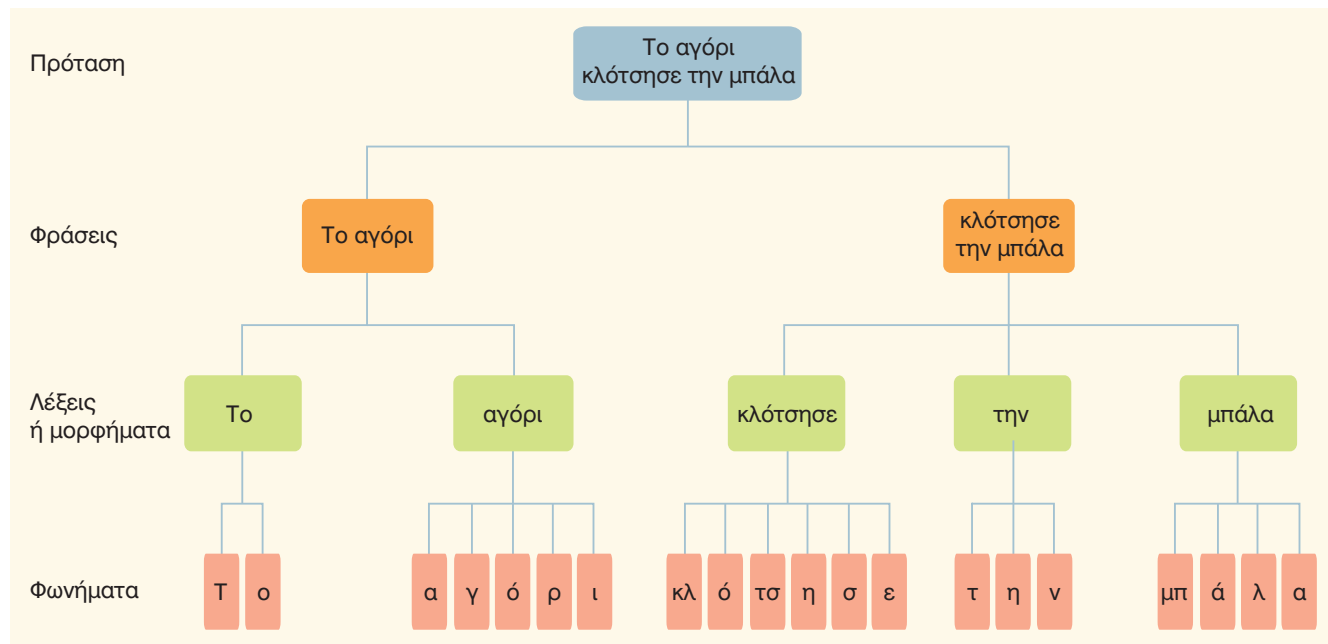 Πρόταση
Το αγόρι
κλότσησε την μπάλα
Φράσεις
Το αγόρι
κλότσησε
την μπάλα
Λέξεις
ή μορφήματα
Το
αγόρι
κλότσησε
την
μπάλα
Φωνήματα
Τ ο
α γ ό ρ ι
κλ ό τσ η σ ε
τ η ν
μπ ά λ α